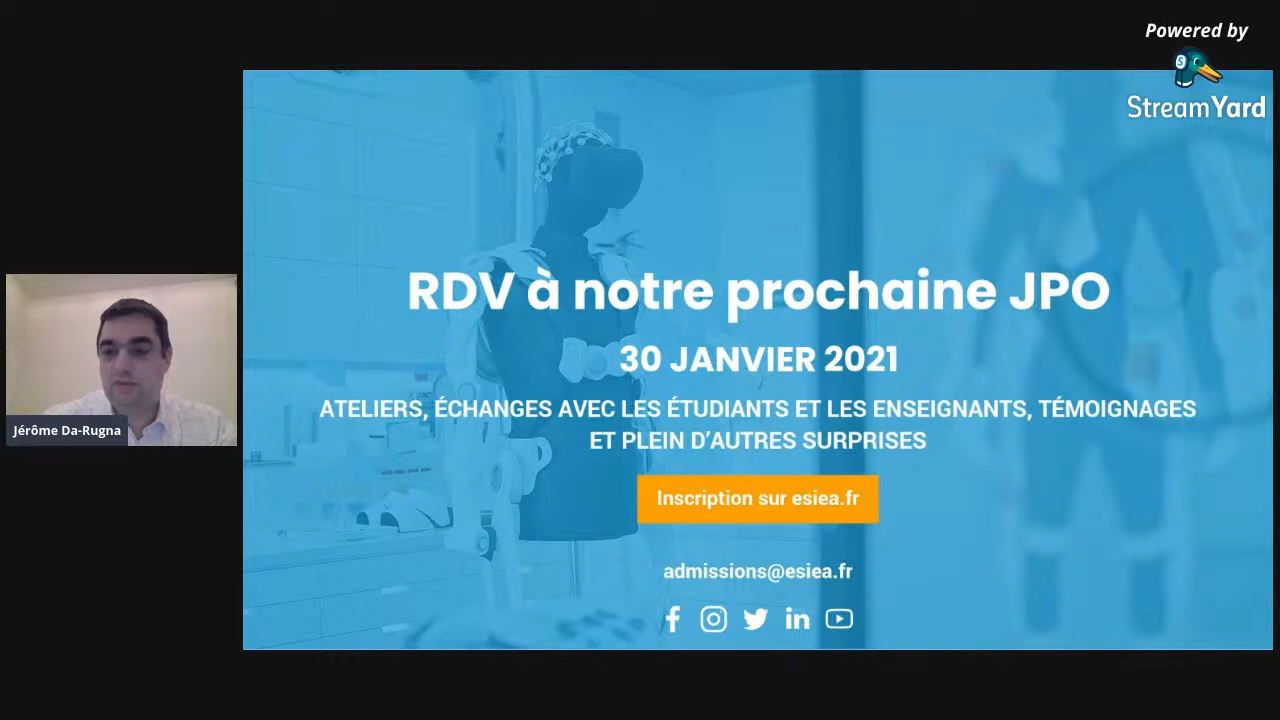 Powered by
StreamYard
RDV à notre prochaine JPO
30 JANVIER 2021
ATELIERS, ÉCHANGES AVEC LES ÉTUDIANTS ET LES ENSEIGNANTS, TÉMOIGNAGES
ET PLEIN D’AUTRES SURPRISES
Inscription sur esiea.fr
admissions@esiea.fr
Jérôme Da-Rugna